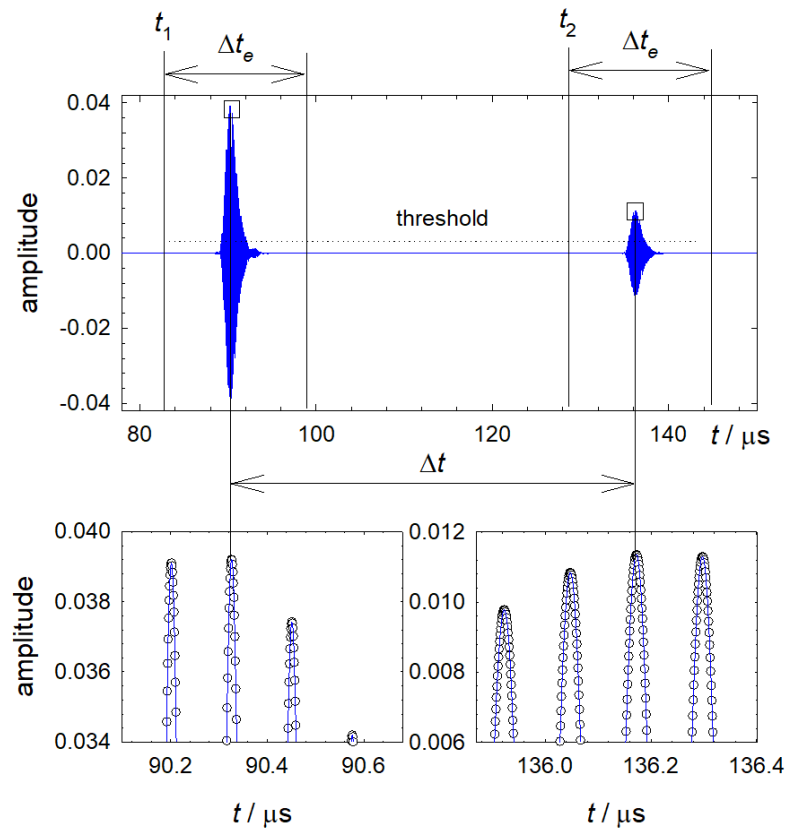 t₁ Δtₑ t₂ Δtₑ
0.04
0.02
threshold
0.00
-0.02
-0.04
amplitude
80 100 120 140 t / μs
Δt
0.040 0.012
0.038 0.010
0.036 0.008
0.034 0.006
amplitude
90.2 90.4 90.6 136.0 136.2 136.4
t / μs t / μs